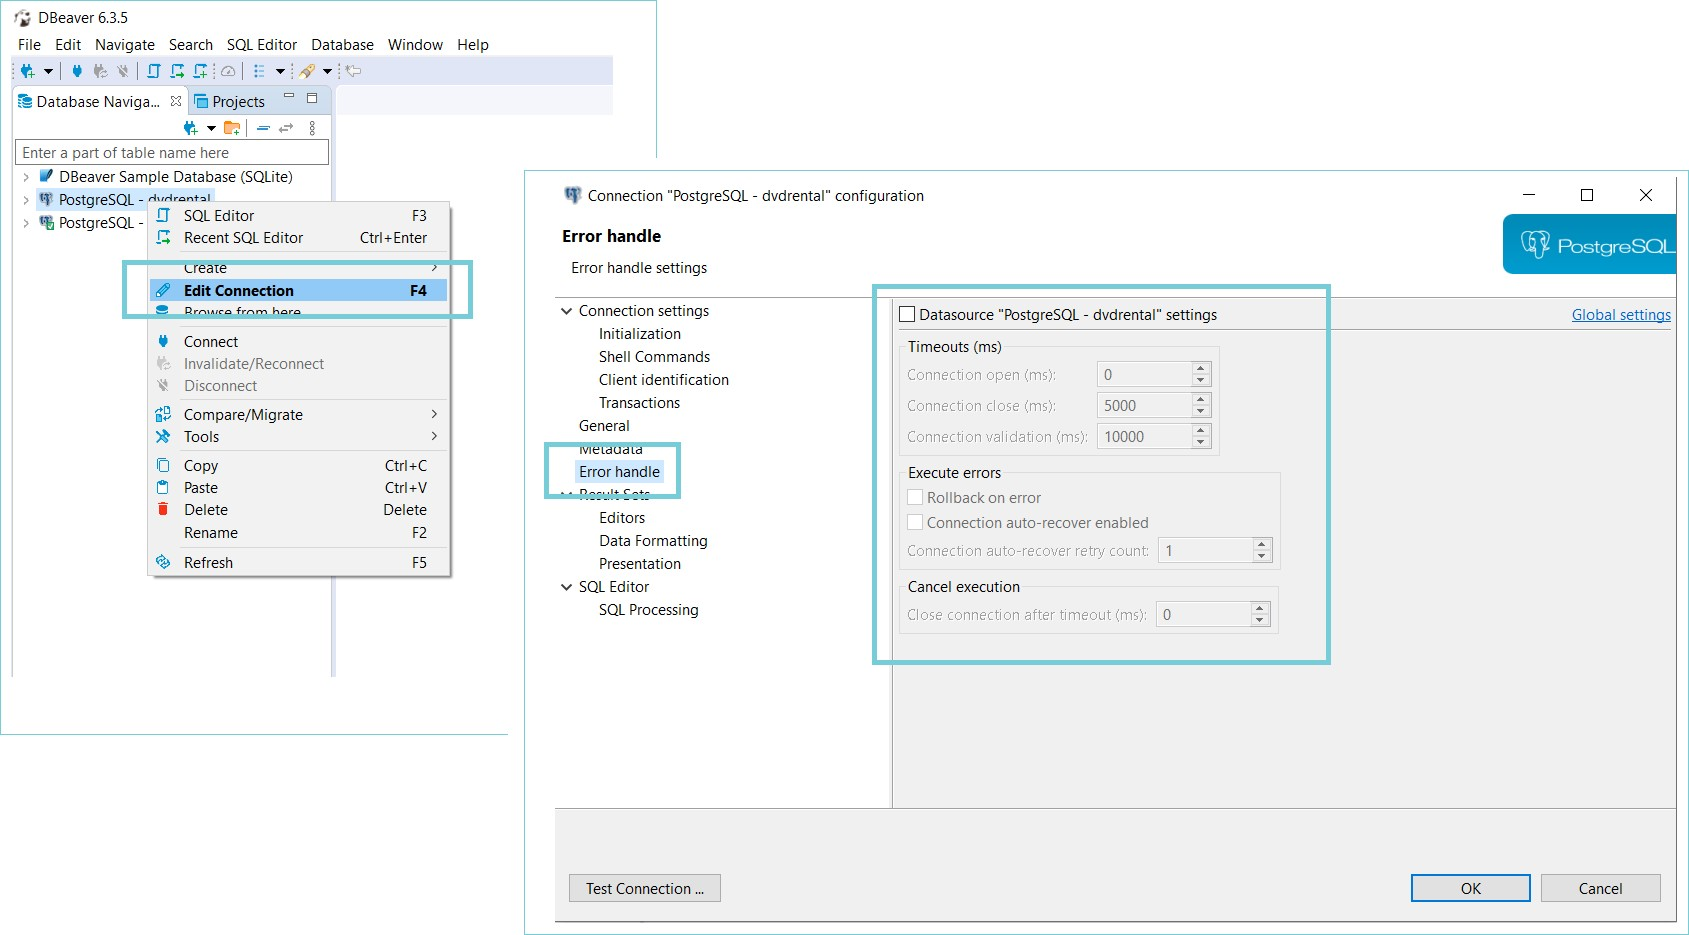 DBeaver 6.3.5
File Edit Navigate Search SQL Editor Database Window Help
Database Naviga... Projects
Enter a part of table name here
DBeaver Sample Database (SQLite)
PostgreSQL - dvdrental
PostgreSQL -
SQL Editor F3
Recent SQL Editor Ctrl+Enter
Create
Edit Connection F4
Browse from here
Connect
Invalidate/Reconnect
Disconnect
Compare/Migrate
Tools
Copy Ctrl+C
Paste Ctrl+V
Delete Delete
Rename F2
Refresh F5
Connection "PostgreSQL - dvdrental" configuration
Error handle
Error handle settings
PostgreSQL
Connection settings
Initialization
Shell Commands
Client identification
Transactions
General
Metadata
Error handle
Result Sets
Editors
Data Formatting
Presentation
SQL Editor
SQL Processing
Datasource "PostgreSQL - dvdrental" settings Global settings
Timeouts (ms)
Connection open (ms): 0
Connection close (ms): 5000
Connection validation (ms): 10000
Execute errors
Rollback on error
Connection auto-recover enabled
Connection auto-recover retry count: 1
Cancel execution
Close connection after timeout (ms): 0
Test Connection ... OK Cancel